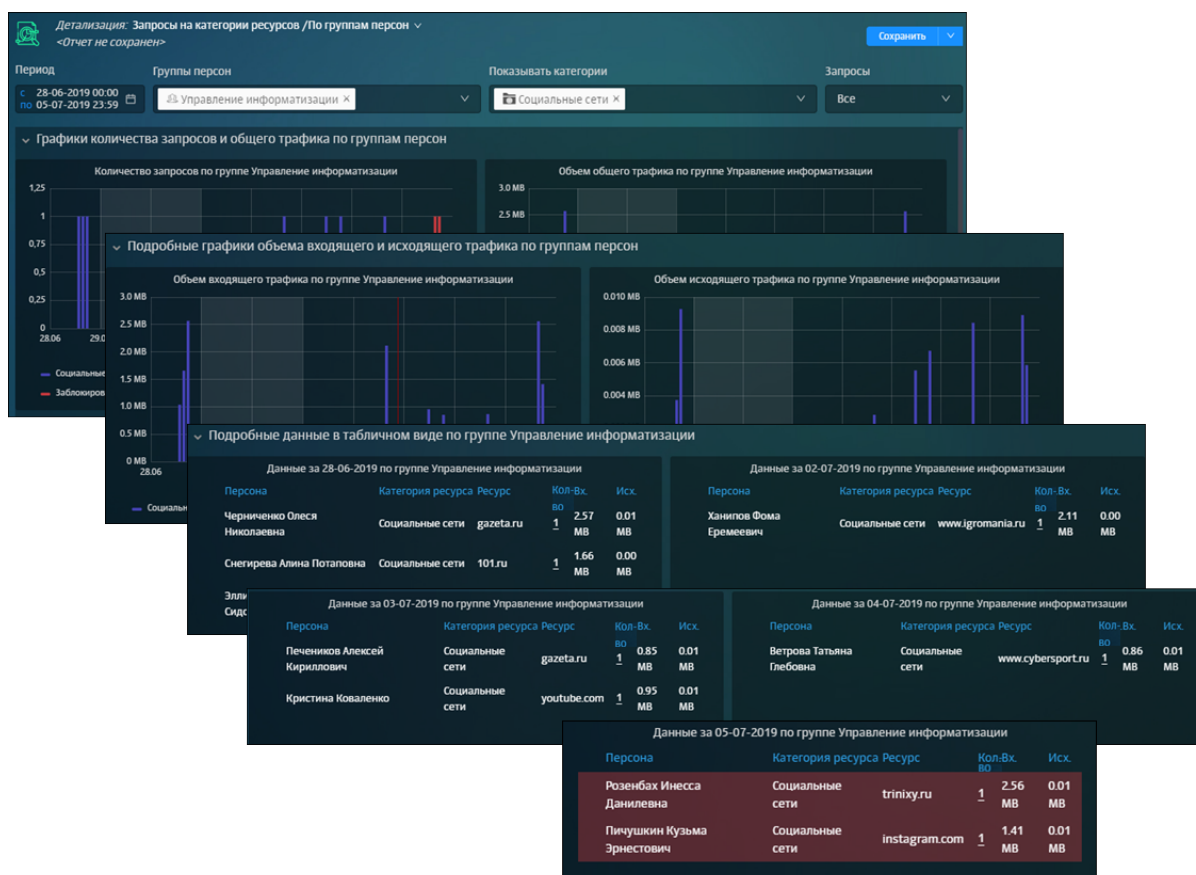 Детализация: Запросы на категории ресурсов /По группам персон
<Отчет не сохранен>
Сохранить
Период
Группы персон
Показывать категории
Запросы
с 28-06-2019 00:00
по 05-07-2019 23:59
Управление информатизации ×
Социальные сети ×
Все
Графики количества запросов и общего трафика по группам персон
Количество запросов по группе Управление информатизации
1,25
1
0,75
0,5
0,25
0
28.06
29.0
Социальные
Заблокиров
Объем общего трафика по группе Управление информатизации
3.0 MB
2.5 MB
Подробные графики объема входящего и исходящего трафика по группам персон
Объем входящего трафика по группе Управление информатизации
3.0 MB
2.5 MB
2.0 MB
1.5 MB
1.0 MB
0.5 MB
0 MB
28.06
Социальн
Объем исходящего трафика по группе Управление информатизации
0.010 MB
0.008 MB
0.006 MB
0.004 MB
Подробные данные в табличном виде по группе Управление информатизации
Данные за 28-06-2019 по группе Управление информатизации
Персона Категория ресурса Ресурс Кол-во Вх. Исх.
Черниченко Олеся Николаевна Социальные сети gazeta.ru 1 2.57 MB 0.01 MB
Снегирева Алина Потаповна Социальные сети 101.ru 1 1.66 MB 0.00 MB
Элли
Сидо
Данные за 02-07-2019 по группе Управление информатизации
Персона Категория ресурса Ресурс Кол-во Вх. Исх.
Ханипов Фома Еремеевич Социальные сети www.igromania.ru 1 2.11 MB 0.00 MB
Данные за 03-07-2019 по группе Управление информатизации
Персона Категория ресурса Ресурс Кол-во Вх. Исх.
Печеников Алексей Кириллович Социальные сети gazeta.ru 1 0.85 MB 0.01 MB
Кристина Коваленко Социальные сети youtube.com 1 0.95 MB 0.01 MB
Данные за 04-07-2019 по группе Управление информатизации
Персона Категория ресурса Ресурс Кол-во Вх. Исх.
Ветрова Татьяна Глебовна Социальные сети www.cybersport.ru 1 0.86 MB 0.01 MB
Данные за 05-07-2019 по группе Управление информатизации
Персона Категория ресурса Ресурс Кол-во Вх. Исх.
Розенбах Инесса Данилевна Социальные сети trinixy.ru 1 2.56 MB 0.01 MB
Пичушкин Кузьма Эрнестович Социальные сети instagram.com 1 1.41 MB 0.01 MB